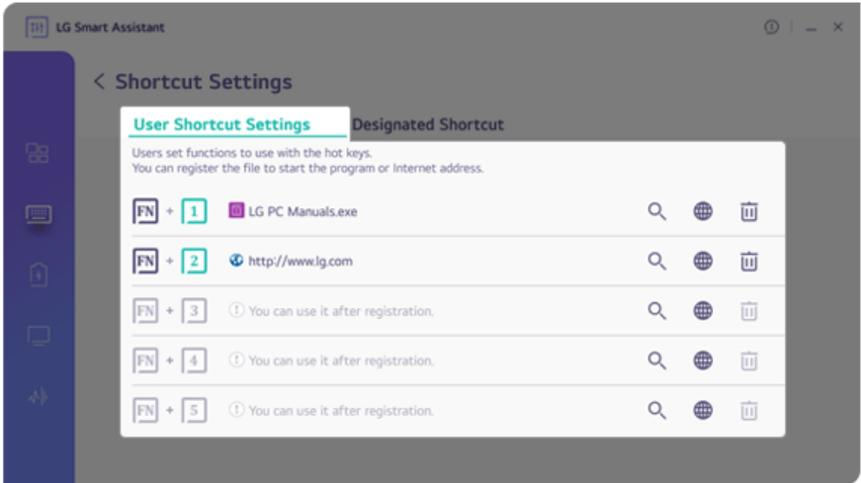 LG Smart Assistant
Shortcut Settings
User Shortcut Settings Designated Shortcut
Users set functions to use with the hot keys.
You can register the file to start the program or Internet address.
FN + 1 LG PC Manuals.exe
FN + 2 http://www.lg.com
FN + 3 You can use it after registration.
FN + 4 You can use it after registration.
FN + 5 You can use it after registration.